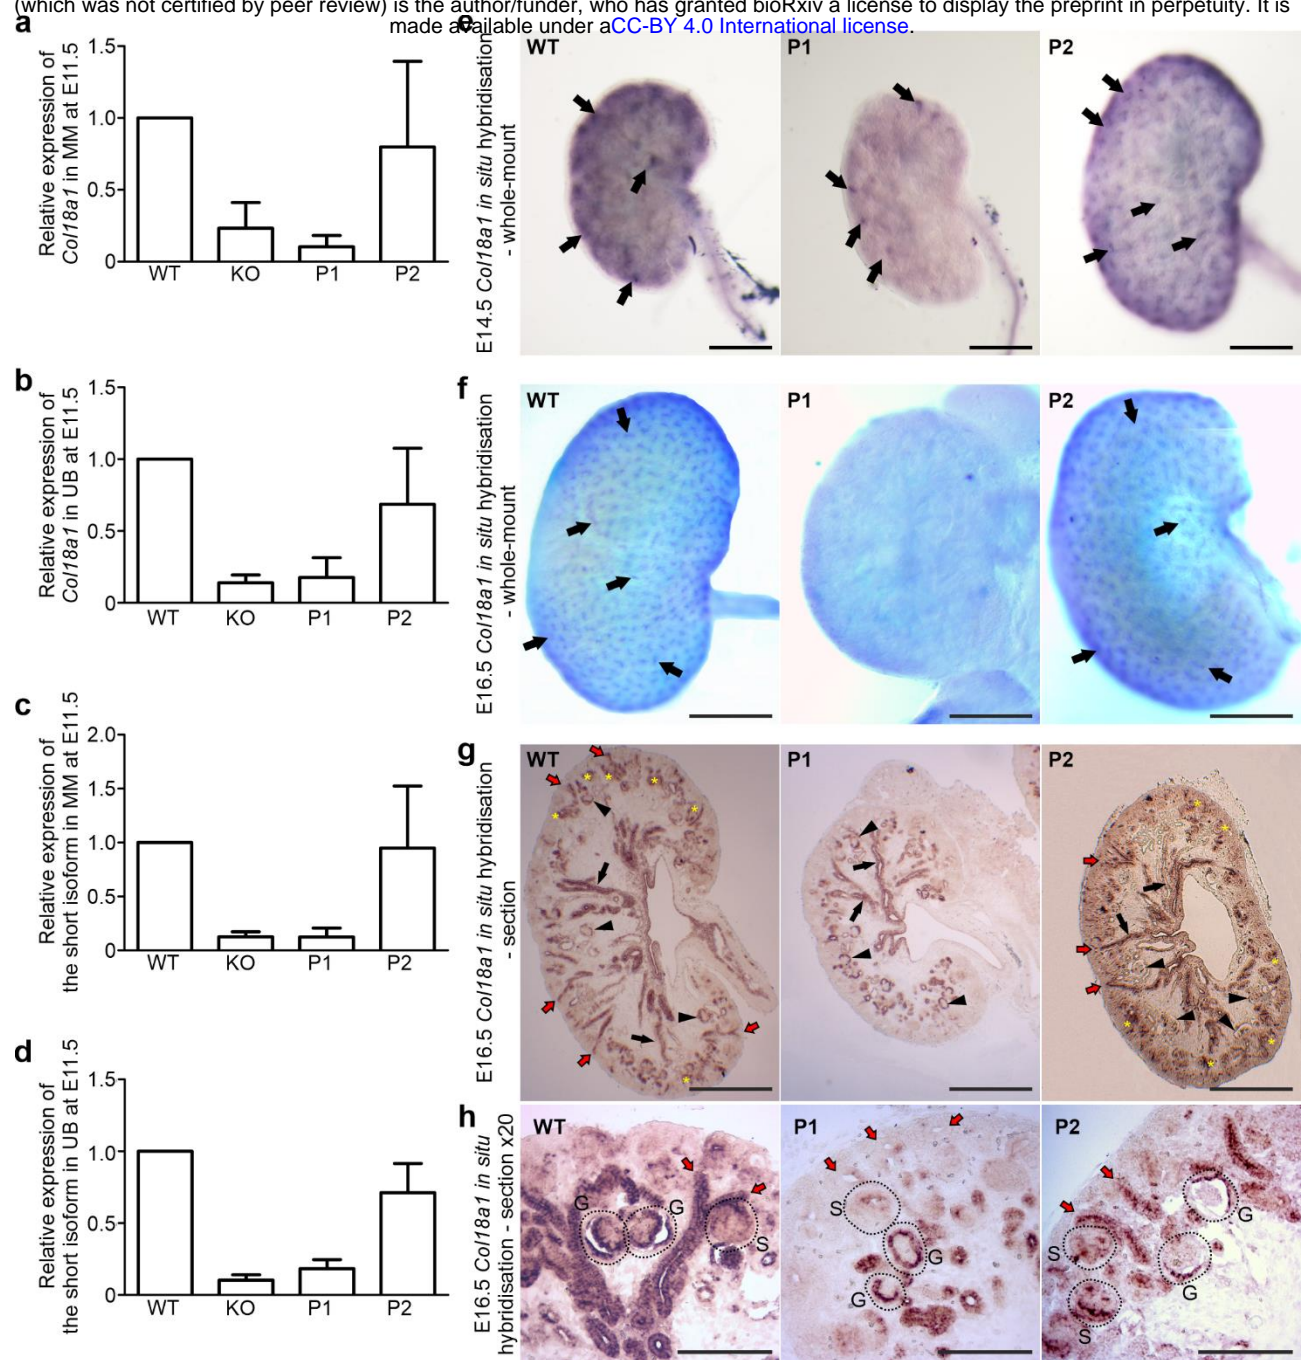 (which was not certified by peer review) is the author/funder, who has granted bioRxiv a license to display the preprint in perpetuity. It is
made available under aCC-BY 4.0 International license.
a
Relative expression of
Col18a1 in MM at E11.5
1.5
1.0
0.5
0
WT KO P1 P2
b
Relative expression of
Col18a1 in UB at E11.5
1.5
1.0
0.5
0
WT KO P1 P2
c
Relative expression of
the short isoform in MM at E11.5
2.0
1.5
1.0
0.5
0
WT KO P1 P2
d
Relative expression of
the short isoform in UB at E11.5
1.5
1.0
0.5
0
WT KO P1 P2
e
E14.5 Col18a1 in situ hybridisation
- whole-mount
WT P1 P2
f
E16.5 Col18a1 in situ hybridisation
- whole-mount
WT P1 P2
g
E16.5 Col18a1 in situ hybridisation
- section
WT P1 P2
* * * * * *
* * * * * *
h
E16.5 Col18a1 in situ
hybridisation - section x20
WT P1 P2
G G S
S G G
G S G S